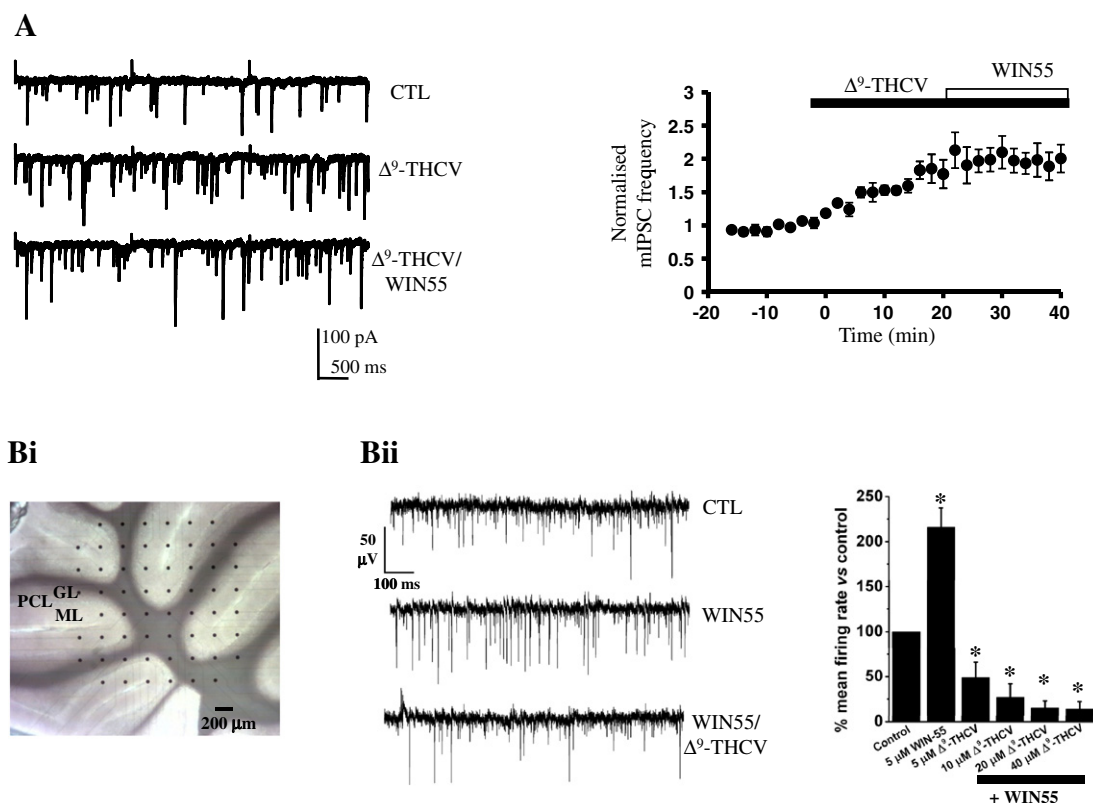 A
CTL
Δ⁹-THCV
Δ⁹-THCV/
WIN55
100 pA
500 ms
WIN55
Δ⁹-THCV
Normalised
mIPSC frequency
3
2.5
2
1.5
1
0.5
0
-20
-10
0
10
20
30
40
Time (min)
Bi
PCL
GL
ML
200 µm
Bii
50
µV
100 ms
CTL
WIN55
WIN55/
Δ⁹-THCV
% mean firing rate vs control
250
200
150
100
50
0
*
*
*
*
*
Control
5 µM WIN-55
5 µM Δ⁹-THCV
10 µM Δ⁹-THCV
20 µM Δ⁹-THCV
40 µM Δ⁹-THCV
+ WIN55